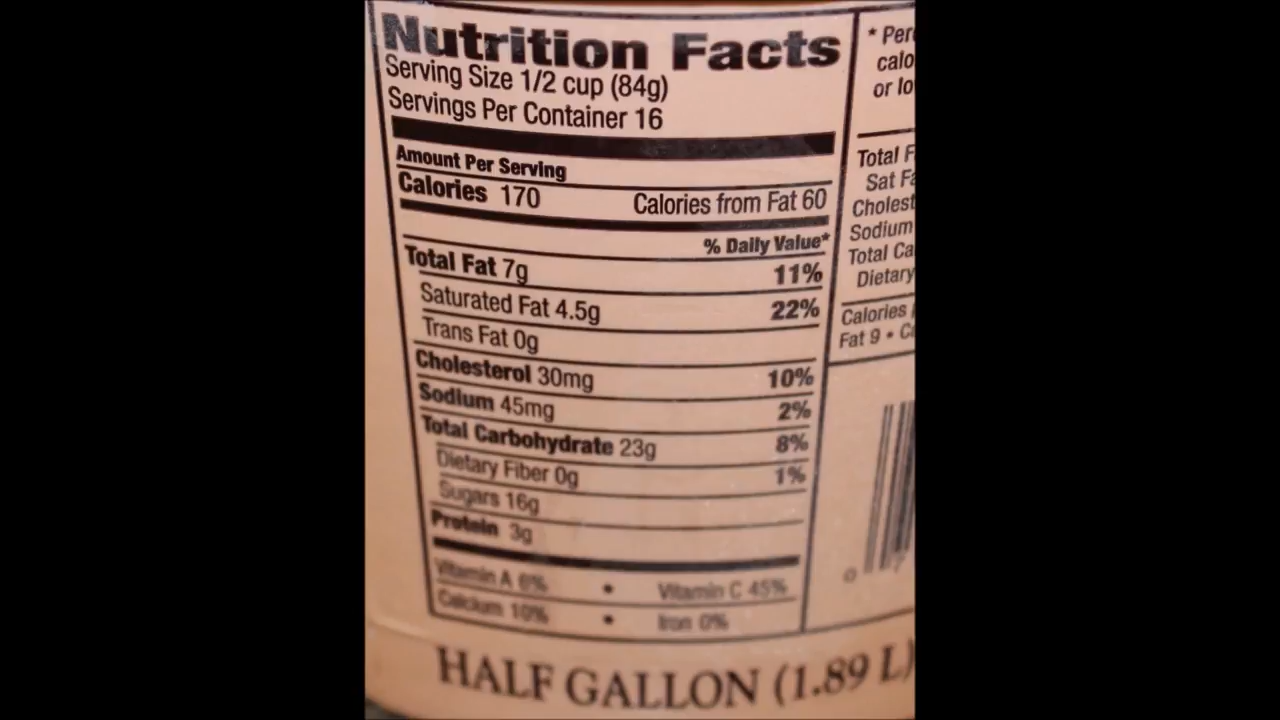 Nutrition Facts
Serving Size 1/2 cup (84g)
Servings Per Container 16
Amount Per Serving
Calories 170 Calories from Fat 60
% Daily Value*
Total Fat 7g 11%
Saturated Fat 4.5g 22%
Trans Fat 0g
Cholesterol 30mg 10%
Sodium 45mg 2%
Total Carbohydrate 23g 8%
Dietary Fiber 0g 1%
Sugars 16g
Protein 3g
Vitamin A 6% • Vitamin C 45%
Calcium 10% • Iron 0%
HALF GALLON (1.89 L)
* Per
calo
or lo
Total F
Sat Fa
Cholest
Sodium
Total Ca
Dietary
Calories
Fat 9 • C
0